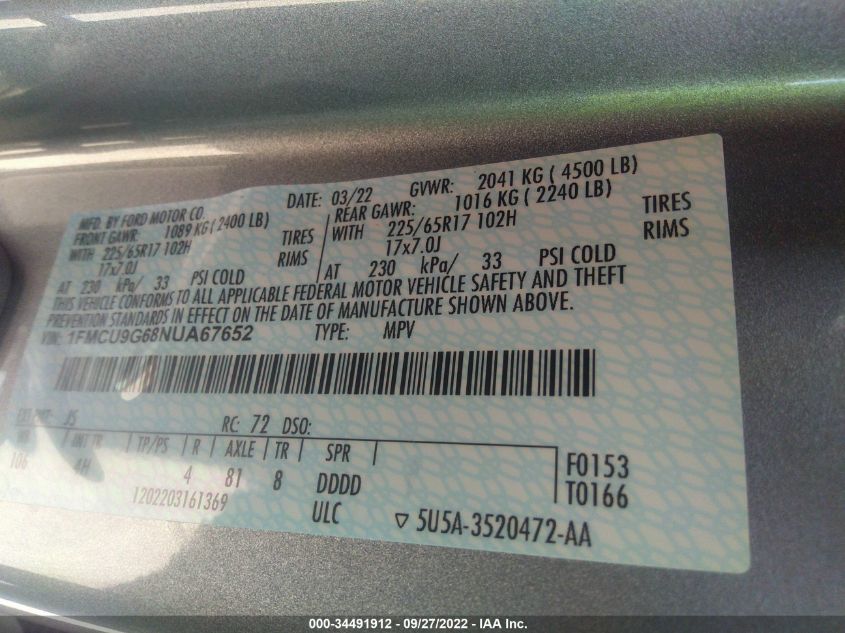 MFD. BY FORD MOTOR CO. DATE: 03/22 GVWR: 2041 KG ( 4500 LB)
FRONT GAWR: 1089 KG ( 2400 LB) REAR GAWR: 1016 KG ( 2240 LB)
WITH 225/65R17 102H TIRES WITH 225/65R17 102H TIRES
17x7.0J RIMS 17x7.0J RIMS
AT 230 kPa/ 33 PSI COLD AT 230 kPa/ 33 PSI COLD
THIS VEHICLE CONFORMS TO ALL APPLICABLE FEDERAL MOTOR VEHICLE SAFETY AND THEFT
PREVENTION STANDARDS IN EFFECT ON THE DATE OF MANUFACTURE SHOWN ABOVE.
VIN: 1FMCU9G68NUA67652 TYPE: MPV
EXT PNT: JS RC: 72 DSO:
WB INT TR TP/PS R AXLE TR SPR
106 4H 4 81 8 DDDD
F0153
T0166
1202203161369 ULC
5U5A-3520472-AA
000-34491912 - 09/27/2022 - IAA Inc.